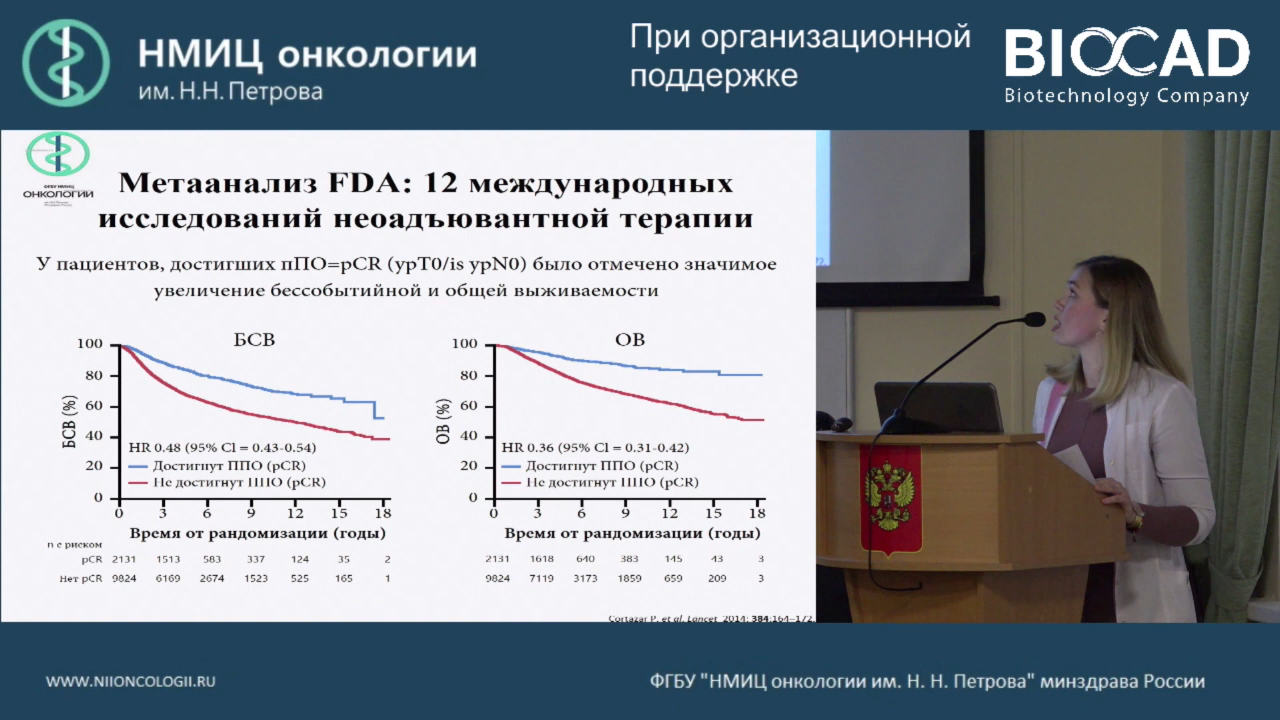 НМИЦ онкологии
им. Н.Н. Петрова
При организационной
поддержке
BIOCAD
Biotechnology Company
ФГБУ НМИЦ
ОНКОЛОГИИ
Метаанализ FDA: 12 международных
исследований неоадъювантной терапии
У пациентов, достигших пПО=pCR (ypT0/is ypN0) было отмечено значимое
увеличение бессобытийной и общей выживаемости
БСВ
БСВ (%)
100
80
60
40
20
0
HR 0.48 (95% Cl = 0.43-0.54)
Достигнут ППО (pCR)
Не достигнут ППО (pCR)
0 3 6 9 12 15 18
Время от рандомизации (годы)
n с риском
pCR 2131 1513 583 337 124 35 2
Нет pCR 9824 6169 2674 1523 525 165 1
ОВ
ОВ (%)
100
80
60
40
20
0
HR 0.36 (95% Cl = 0.31-0.42)
Достигнут ППО (pCR)
Не достигнут ППО (pCR)
0 3 6 9 12 15 18
Время от рандомизации (годы)
2131 1618 640 383 145 43 3
9824 7119 3173 1859 659 209 3
Cortazar P, et al. Lancet 2014; 384:164–172
WWW.NIIONCOLOGII.RU
ФГБУ "НМИЦ онкологии им. Н. Н. Петрова" минздрава России